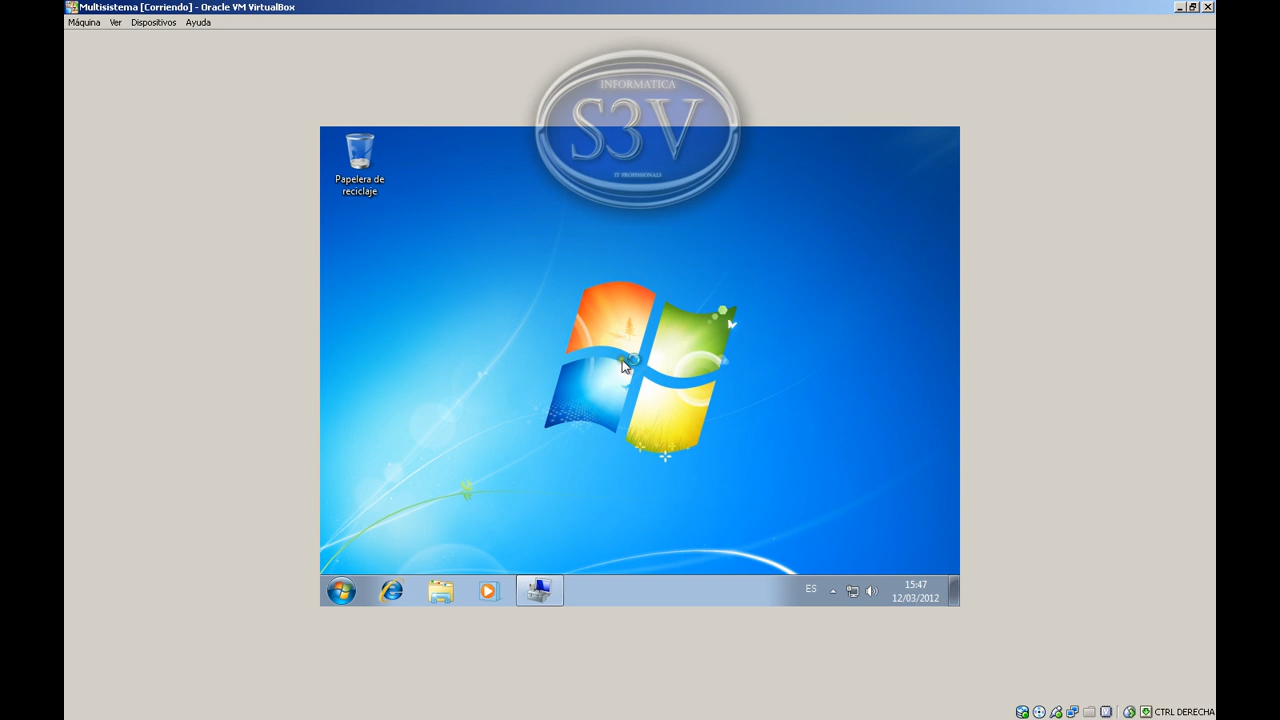 Multisistema [Corriendo] - Oracle VM VirtualBox
Máquina Ver Dispositivos Ayuda
INFORMATICA
S3V
IT PROFESSIONALS
Papelera de
reciclaje
ES
15:47
12/03/2012
CTRL DERECHA